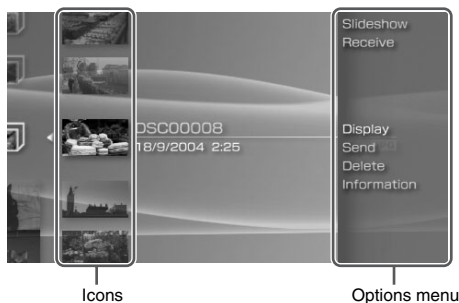 Slideshow
Receive
DSC00008
18/9/2004 2:25
Display
Send
Delete
Information
Icons
Options menu